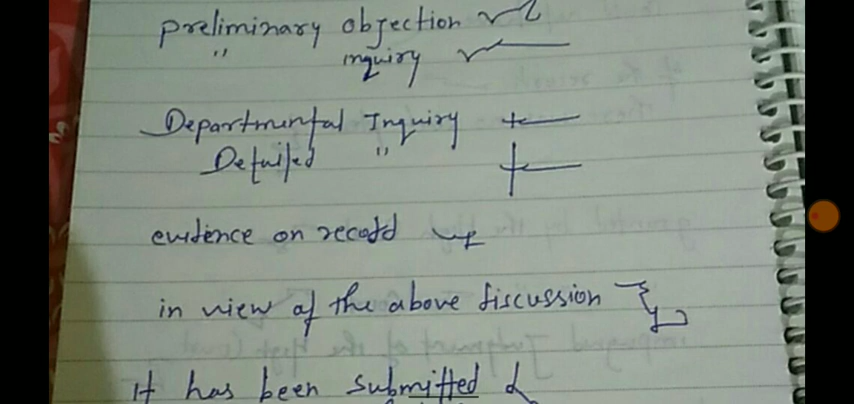 preliminary objection
" inquiry
Departmental Inquiry
Detailed "
evidence on record
in view of the above discussion
It has been submitted